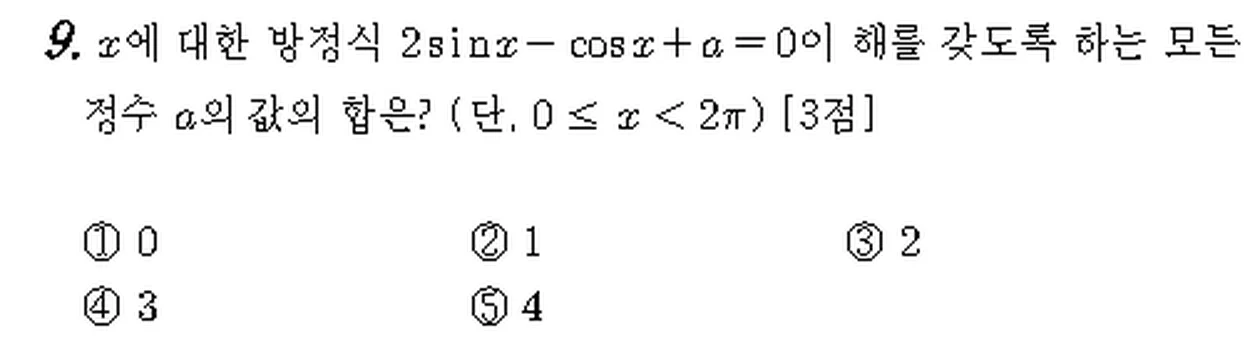 9. x에 대한 방정식 2sinx− cosx+a=0이 해를 갖도록 하는 모든
정수 a의 값의 합은? (단, 0 ≤ x < 2π) [3점]
① 0 ② 1 ③ 2
④ 3 ⑤ 4